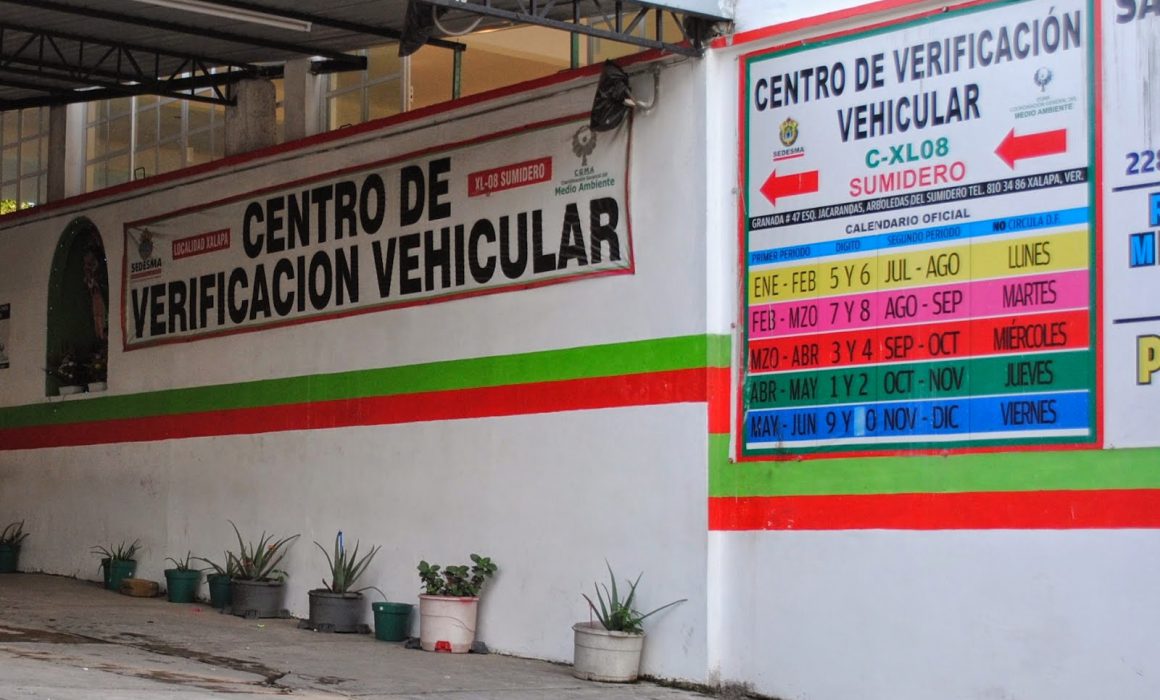 LOCALIDAD XALAPA
SEDESMA
CENTRO DE
XL-08 SUMIDERO
C.G.M.A
Medio Ambiente
VERIFICACION VEHICULAR
CENTRO DE VERIFICACIÓN
VEHICULAR
SEDESMA
MEDIO AMBIENTE
C-XL08
SUMIDERO
GRANADA # 47 ESQ. JACARANDAS, ARBOLEDAS DEL SUMIDERO TEL. 810 34 86 XALAPA, VER.
CALENDARIO OFICIAL
PRIMER PERIODO DIGITO SEGUNDO PERIODO NO CIRCULA D.F.
ENE - FEB 5 Y 6 JUL - AGO LUNES
FEB - MZO 7 Y 8 AGO - SEP MARTES
MZO - ABR 3 Y 4 SEP - OCT MIÉRCOLES
ABR - MAY 1 Y 2 OCT - NOV JUEVES
MAY - JUN 9 Y 0 NOV - DIC VIERNES
SA
228
M
P